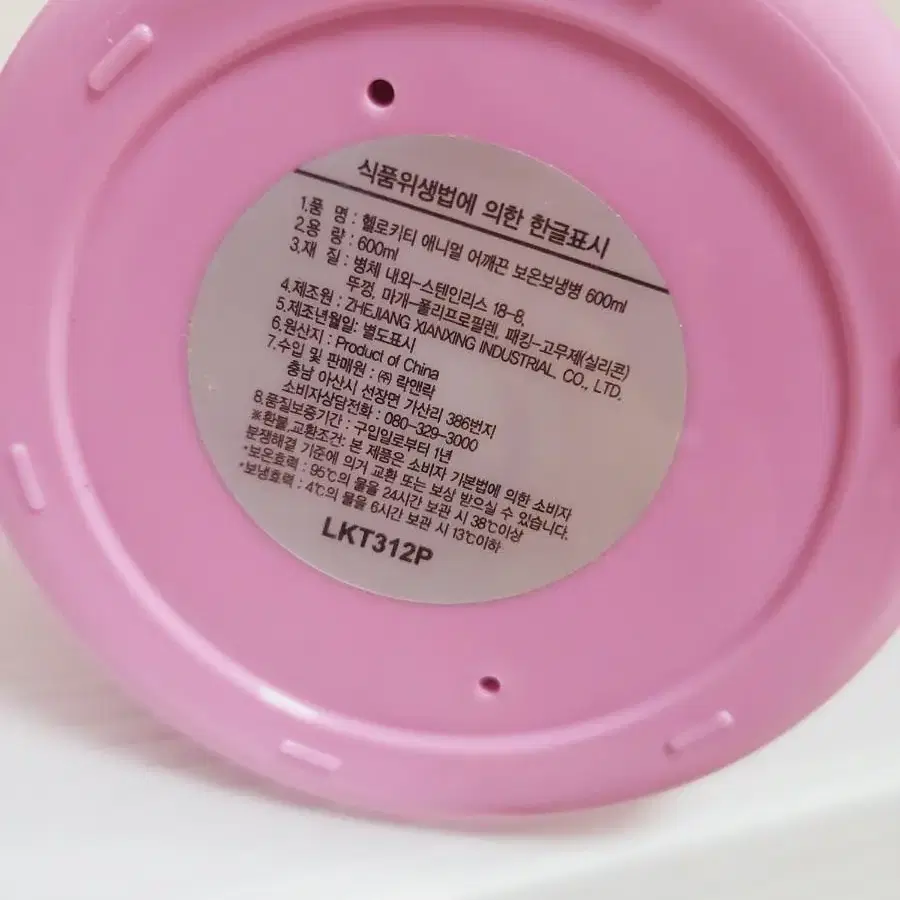 식품위생법에 의한 한글표시
1.품 명 : 헬로카티 애니멀 어깨끈 보온보냉병 600ml
2.용 량 : 600ml
3.재 질 : 병체 내외-스텐인리스 18-8,
뚜껑, 마개-폴리프로필렌, 패킹-고무제(실리콘)
4.제조원 : ZHEJIANG XIANXING INDUSTRIAL CO., LTD.
5.제조년월일: 별도표시
6.원산지 : Product of China
7.수입 및 판매원 : ㈜ 락앤락
충남 아산시 선장면 가산리 386번지
소비자상담전화 : 080-329-3000
8.품질보증기간 : 구입일로부터 1년
※환불 교환조건: 본 제품은 소비자 기본법에 의한 소비자
분쟁해결 기준에 의거 교환 또는 보상 받으실 수 있습니다.
*보온효력 : 95℃의 물을 24시간 보관 시 38℃이상
*보냉효력 : 4℃의 물을 6시간 보관 시 13℃이하
LKT312P